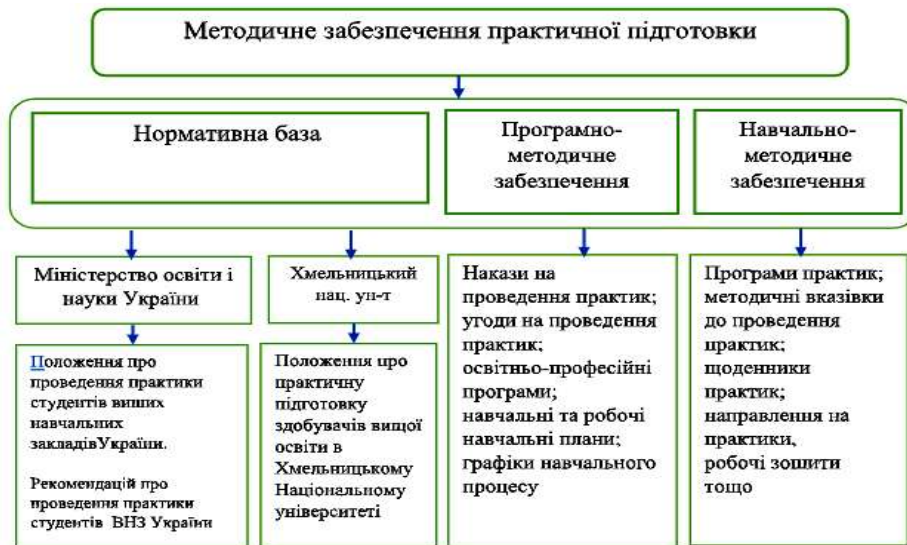 Методичне забезпечення практичної підготовки
Нормативна база
Програмно-
методичне
забезпечення
Навчально-
методичне
забезпечення
Міністерство освіти і
науки України
Хмельницький
нац. ун-т
Накази на
проведення практик;
угоди на проведення
практик;
освітньо-професійні
програми;
навчальні та робочі
навчальні плани;
графіки навчального
процесу
Програми практик;
методичні вказівки
до проведення
практик;
щоденники
практик;
направлення на
практики,
робочі зошити
тощо
Положення про
проведення практики
студентів виших
навчальних
закладівУкраїни.
Рекомендацій про
проведення практики
студентів ВНЗ України
Положення про
практичну
підготовку
здобувачів вищої
освіти в
Хмельницькому
Національному
університеті